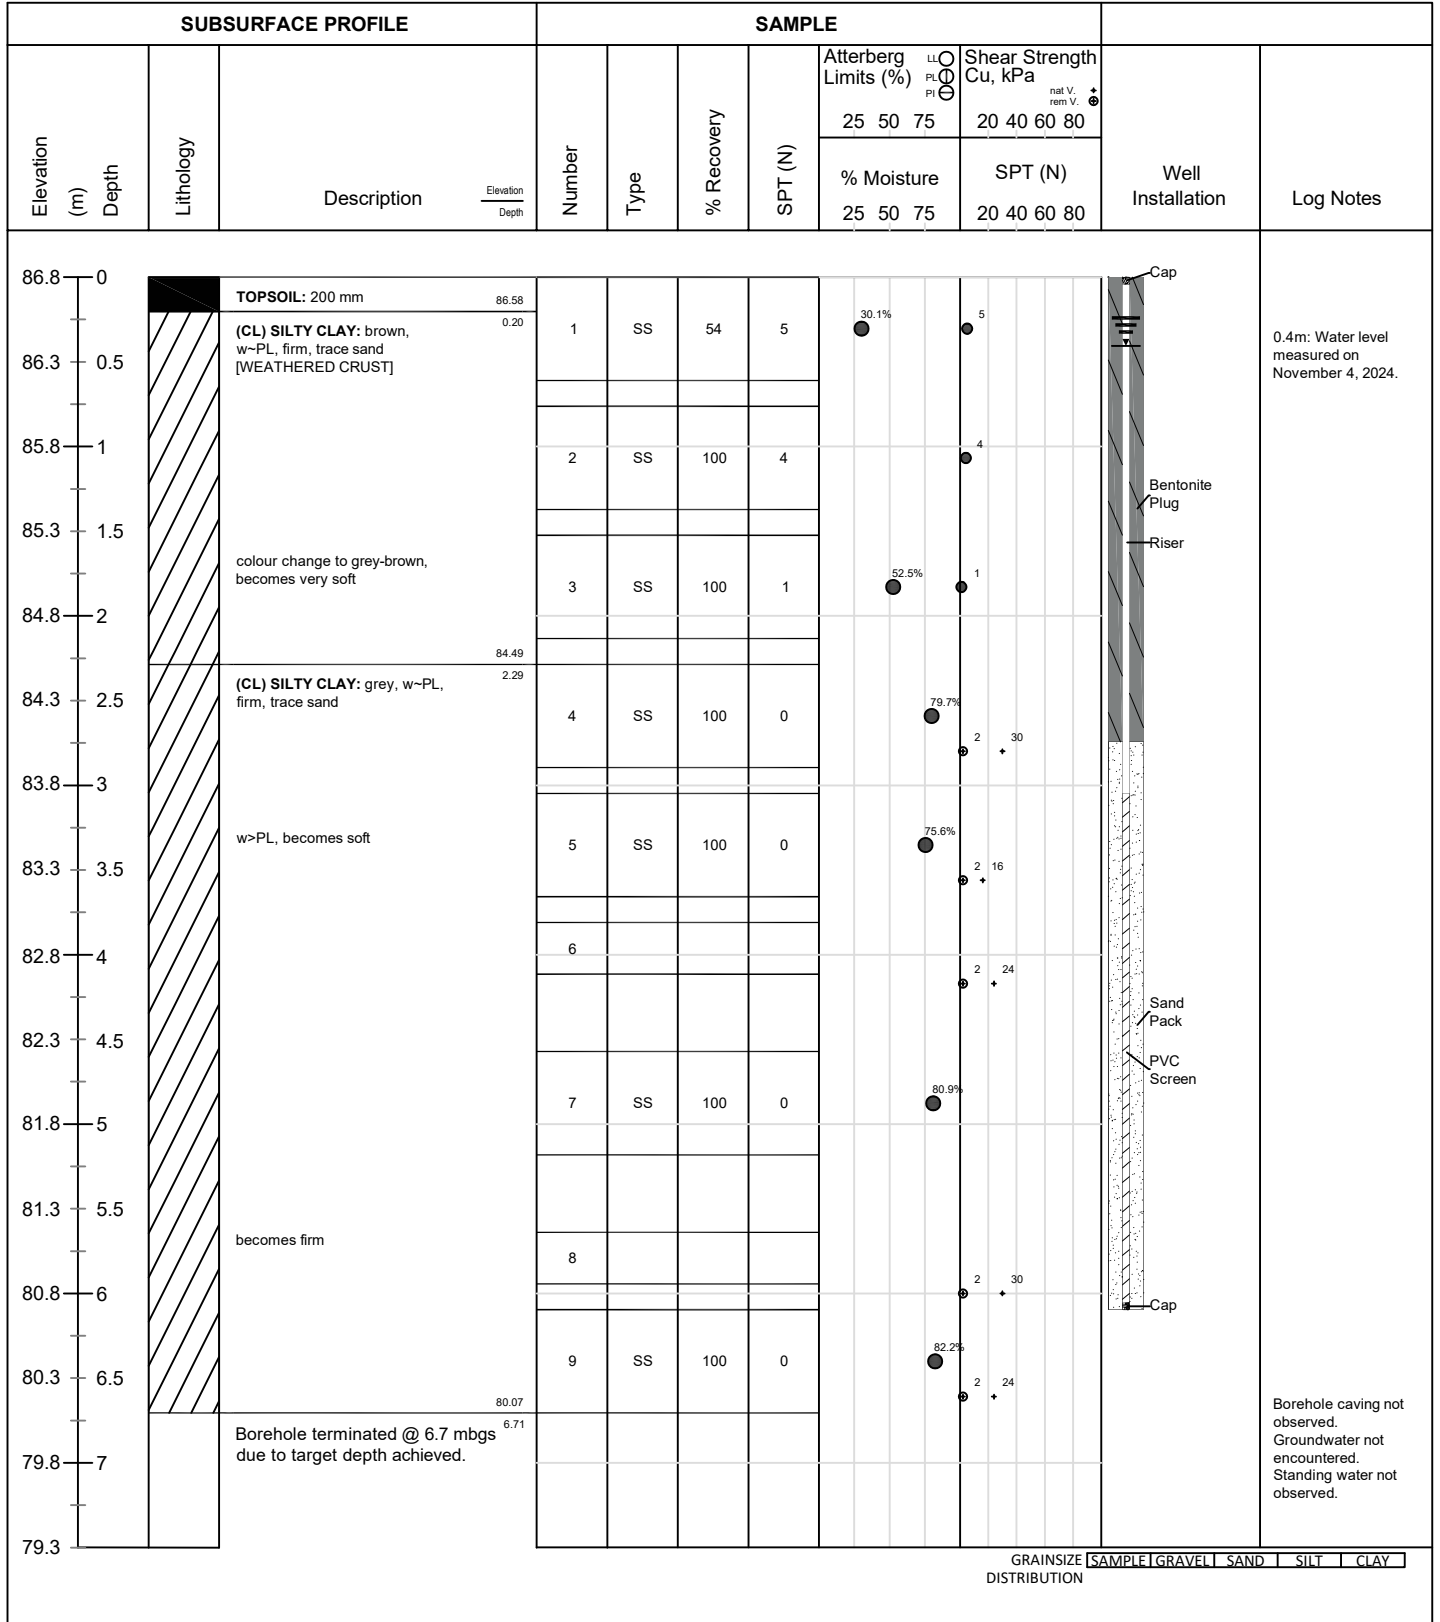 SUBSURFACE PROFILE
SAMPLE
Elevation
(m)
Depth
Lithology
Description
Elevation
Depth
Number
Type
% Recovery
SPT (N)
Atterberg
Limits (%)
LL
PL
PI
25 50 75
% Moisture
25 50 75
Shear Strength
Cu, kPa
nat V.
rem V.
20 40 60 80
SPT (N)
20 40 60 80
Well
Installation
Log Notes
86.8 0
TOPSOIL: 200 mm
86.58
0.20
(CL) SILTY CLAY: brown,
w~PL, firm, trace sand
[WEATHERED CRUST]
1 SS 54 5
30.1%
5
Cap
0.4m: Water level
measured on
November 4, 2024.
86.3 0.5
85.8 1
2 SS 100 4
4
Bentonite
Plug
85.3 1.5
Riser
colour change to grey-brown,
becomes very soft
3 SS 100 1
52.5%
1
84.8 2
84.49
2.29
(CL) SILTY CLAY: grey, w~PL,
firm, trace sand
84.3 2.5
4 SS 100 0
79.7%
2 30
83.8 3
w>PL, becomes soft
5 SS 100 0
75.6%
83.3 3.5
2 16
6
82.8 4
2 24
Sand
Pack
82.3 4.5
PVC
Screen
7 SS 100 0
80.9%
81.8 5
81.3 5.5
becomes firm
8
2 30
80.8 6
Cap
9 SS 100 0
82.2%
80.3 6.5
2 24
80.07
6.71
Borehole terminated @ 6.7 mbgs
due to target depth achieved.
79.8 7
Borehole caving not
observed.
Groundwater not
encountered.
Standing water not
observed.
79.3
GRAINSIZE
DISTRIBUTION
SAMPLE GRAVEL SAND SILT CLAY